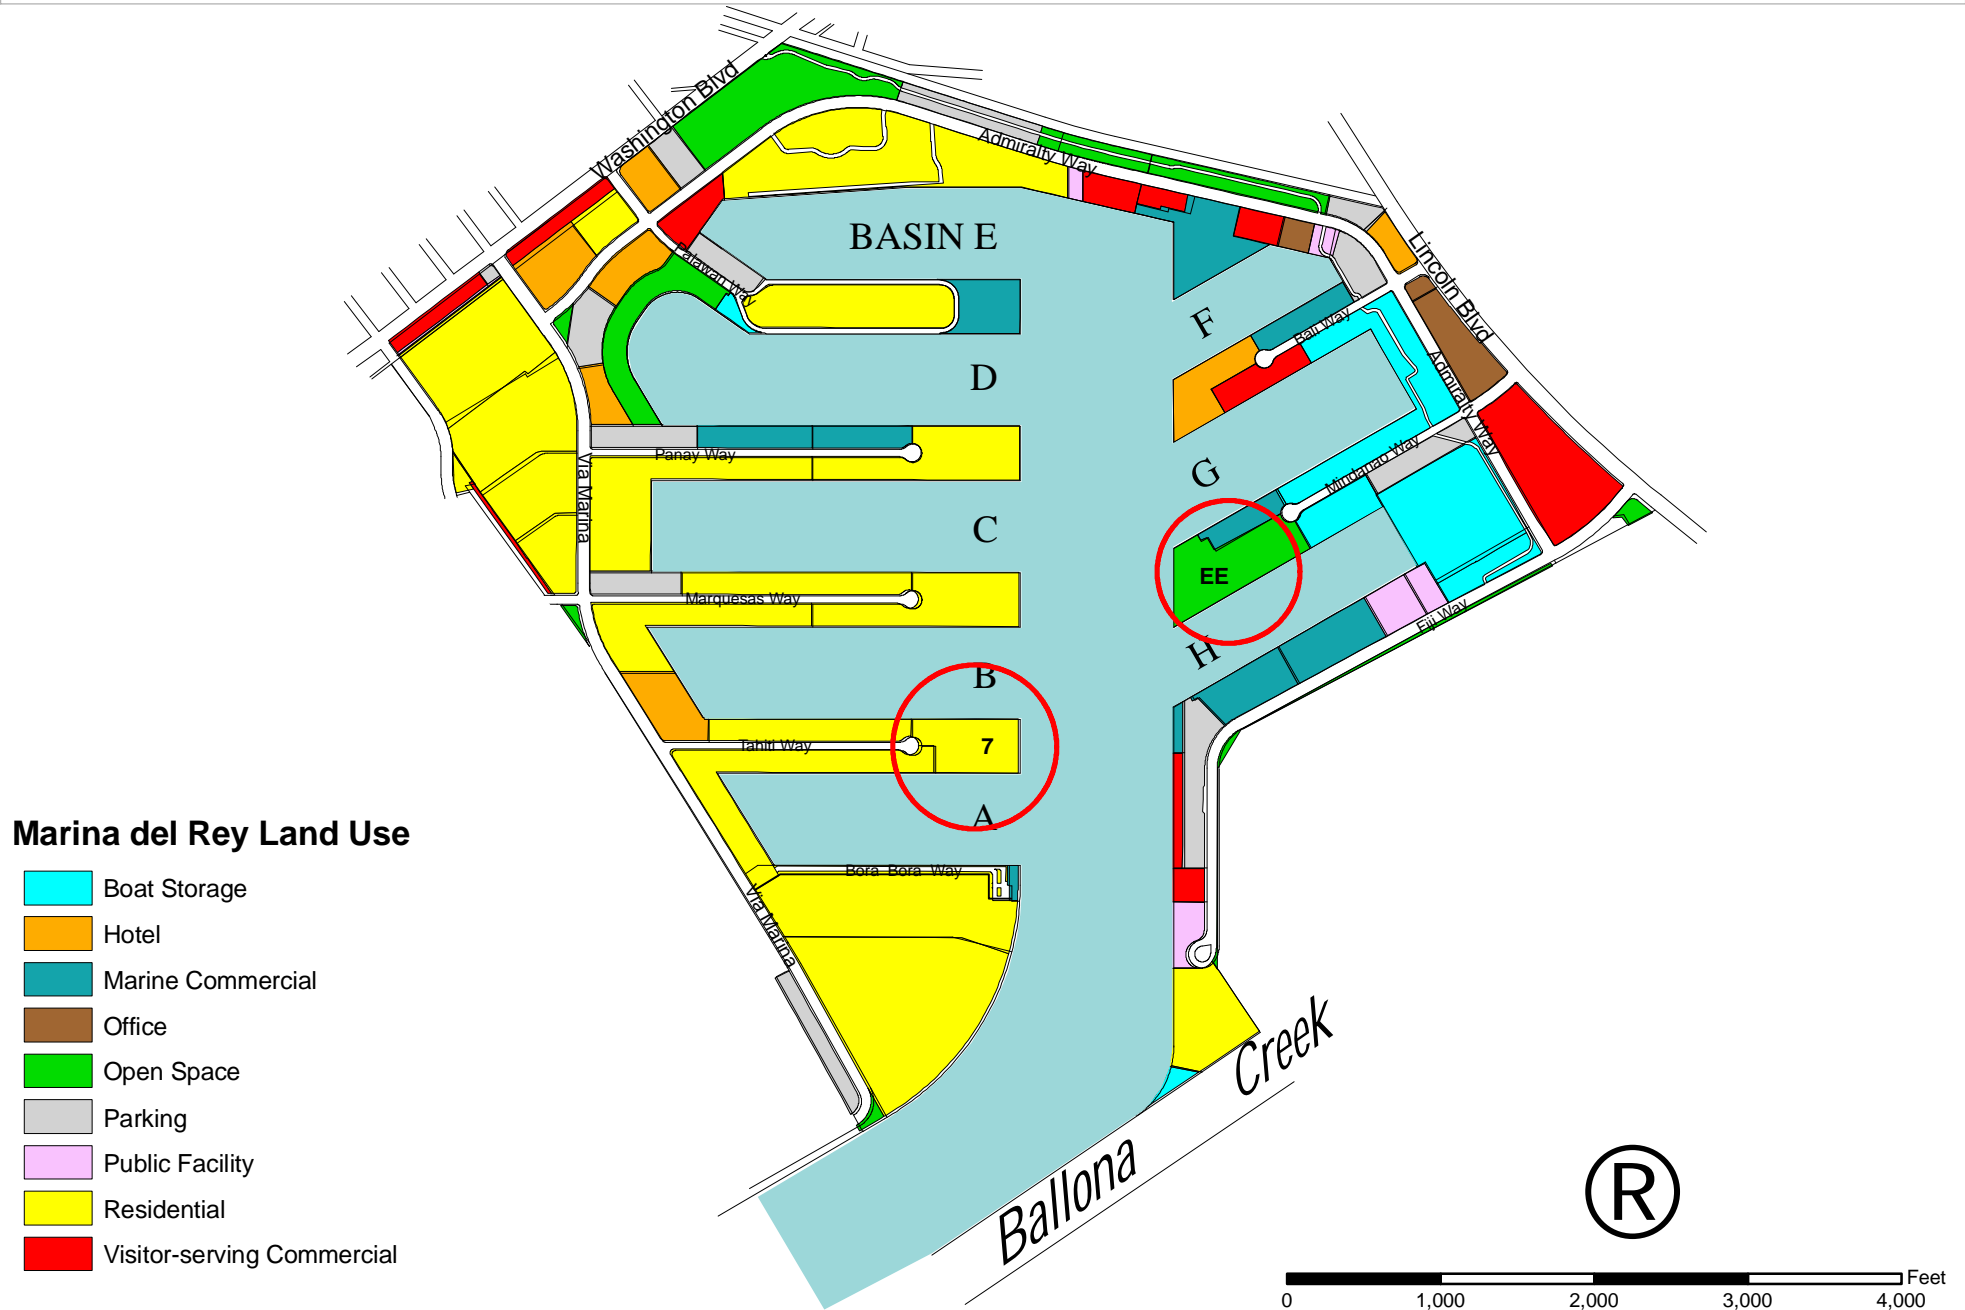 Washington Blvd
Admiralty Way
BASIN E
Palawan Way
Lincoln Blvd
F
Bali Way
D
Admiralty Way
Panay Way
Via Marina
G
Mindanao Way
C
EE
Marquesas Way
Fiji Way
H
B
Tahiti Way
7
A
Bora Bora Way
Via Marina
Ballona Creek
Marina del Rey Land Use
Boat Storage
Hotel
Marine Commercial
Office
Open Space
Parking
Public Facility
Residential
Visitor-serving Commercial
®
Feet
0 1,000 2,000 3,000 4,000